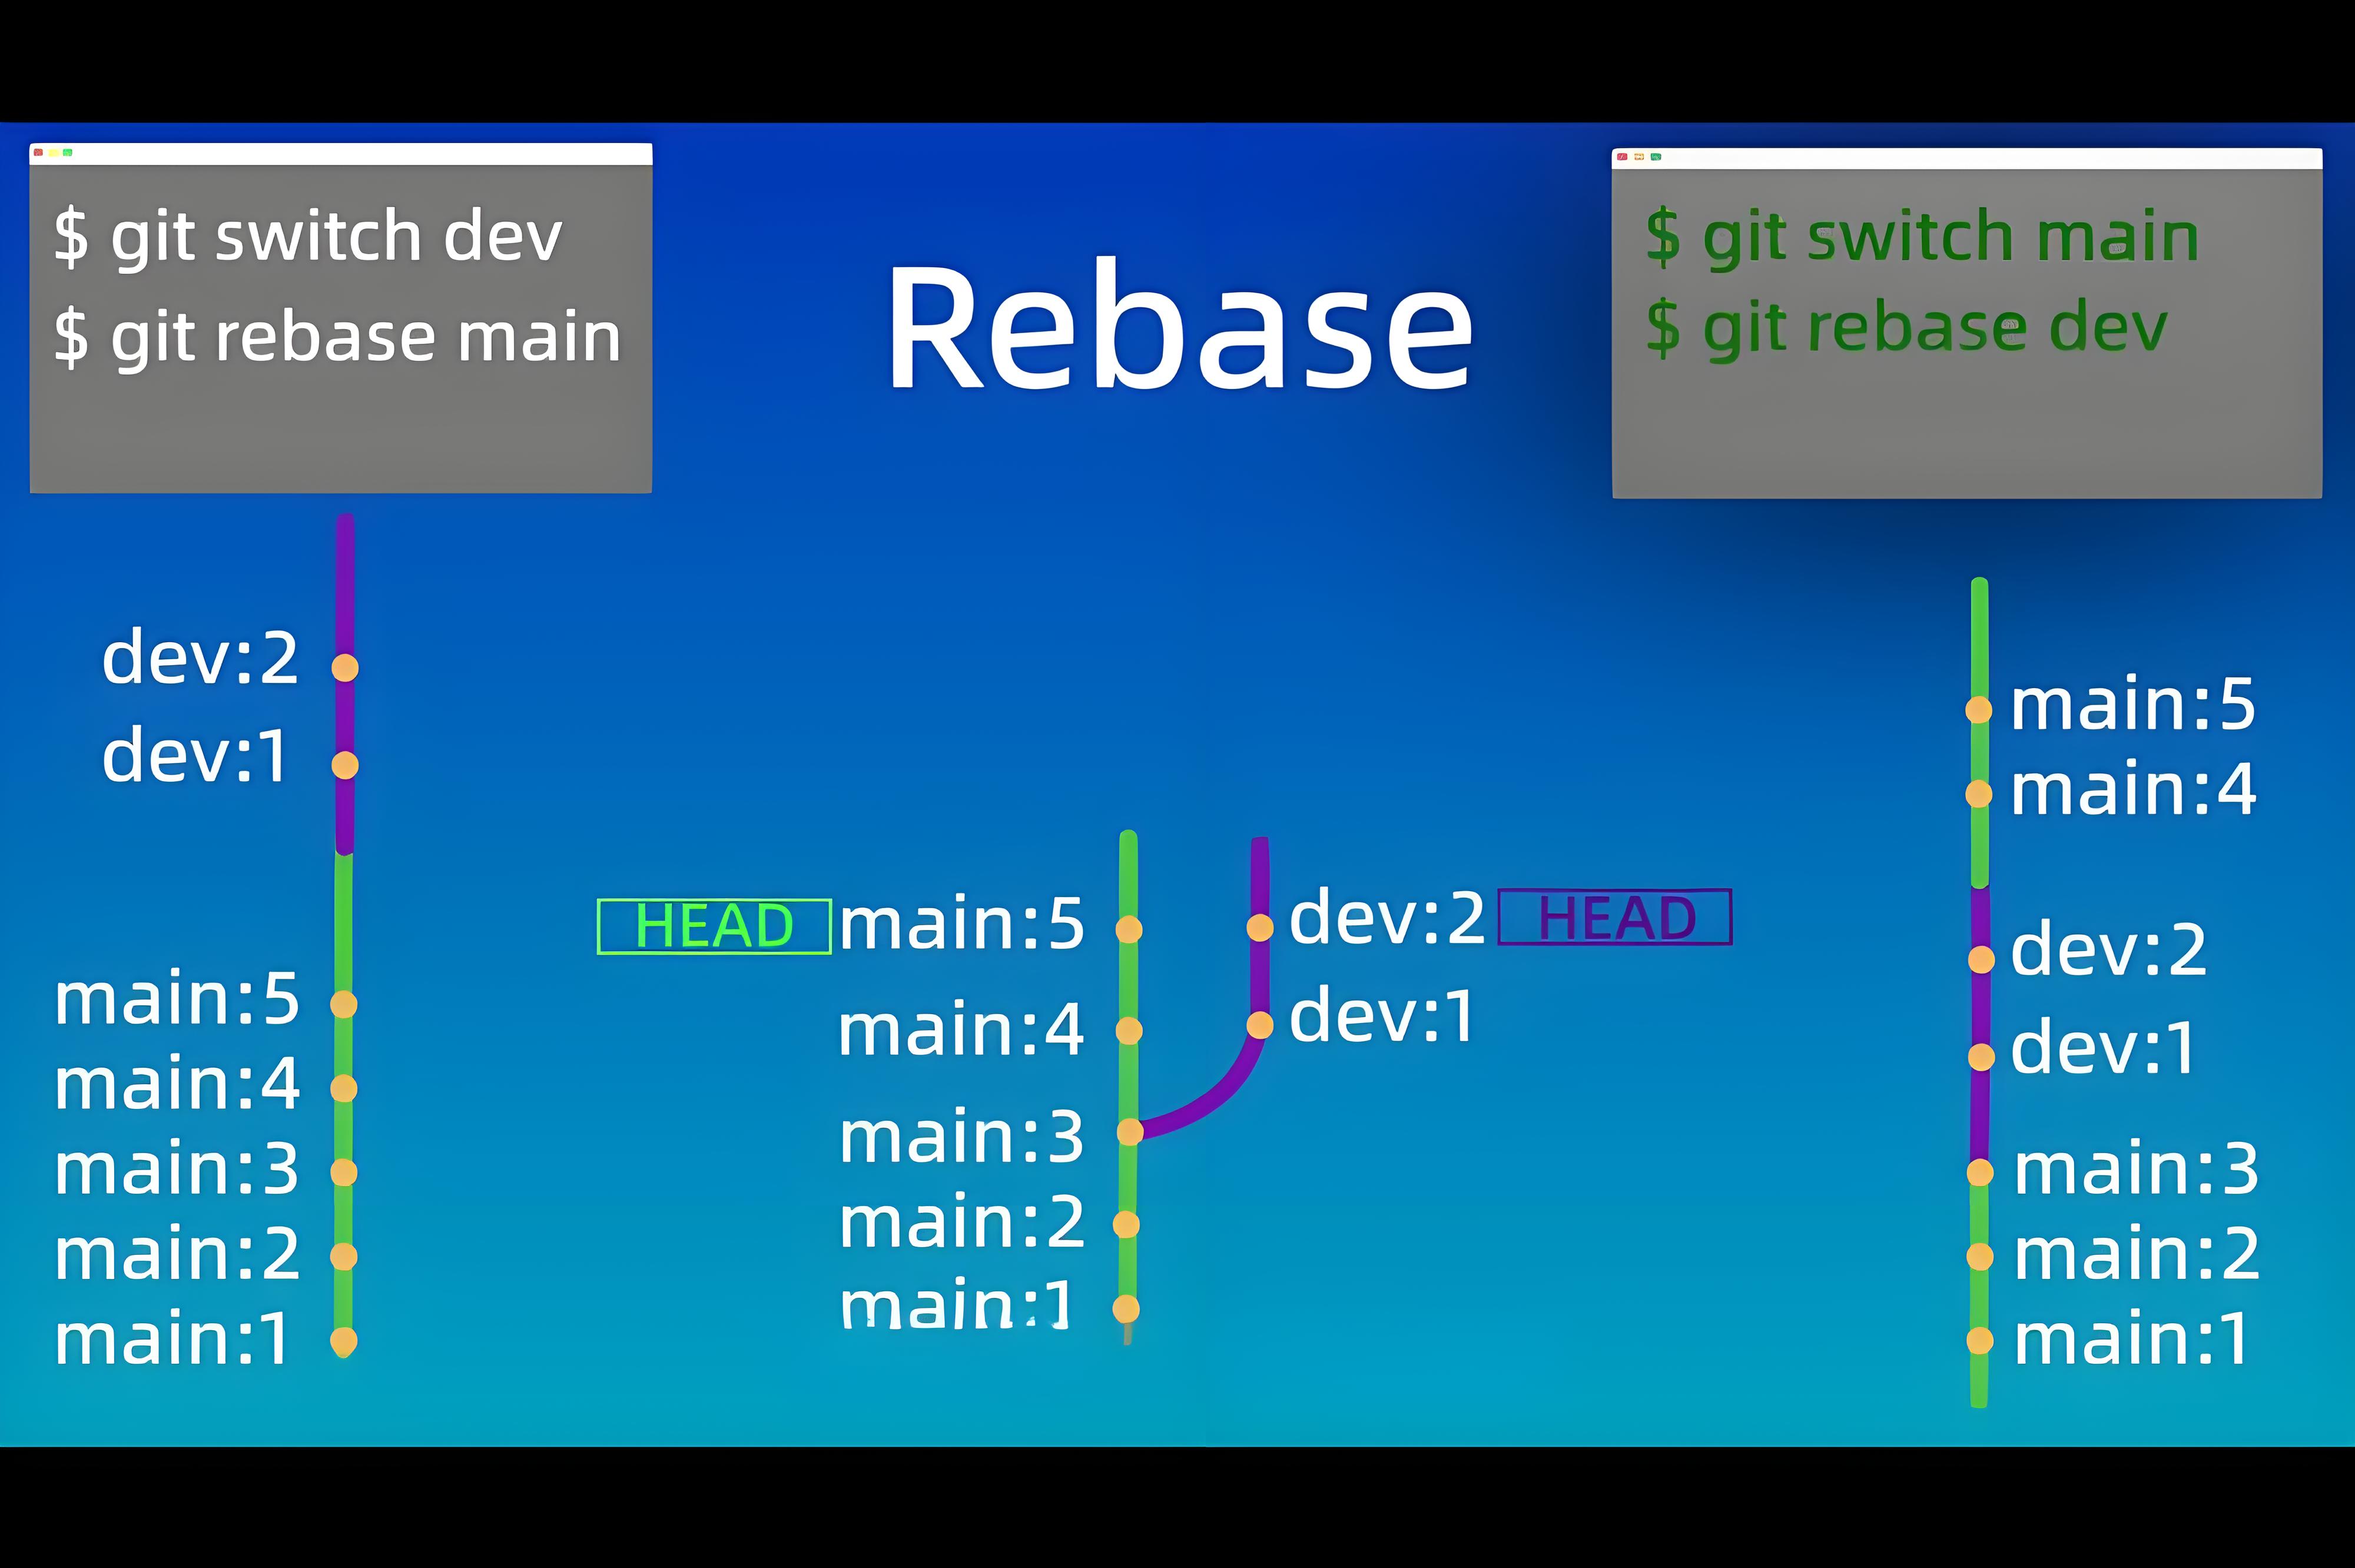 $ git switch dev
$ git rebase main
Rebase
$ git switch main
$ git rebase dev
dev:2
dev:1
main:5
main:4
main:3
main:2
main:1
HEAD main:5
main:4
main:3
main:2
main:1
dev:2 HEAD
dev:1
main:5
main:4
dev:2
dev:1
main:3
main:2
main:1